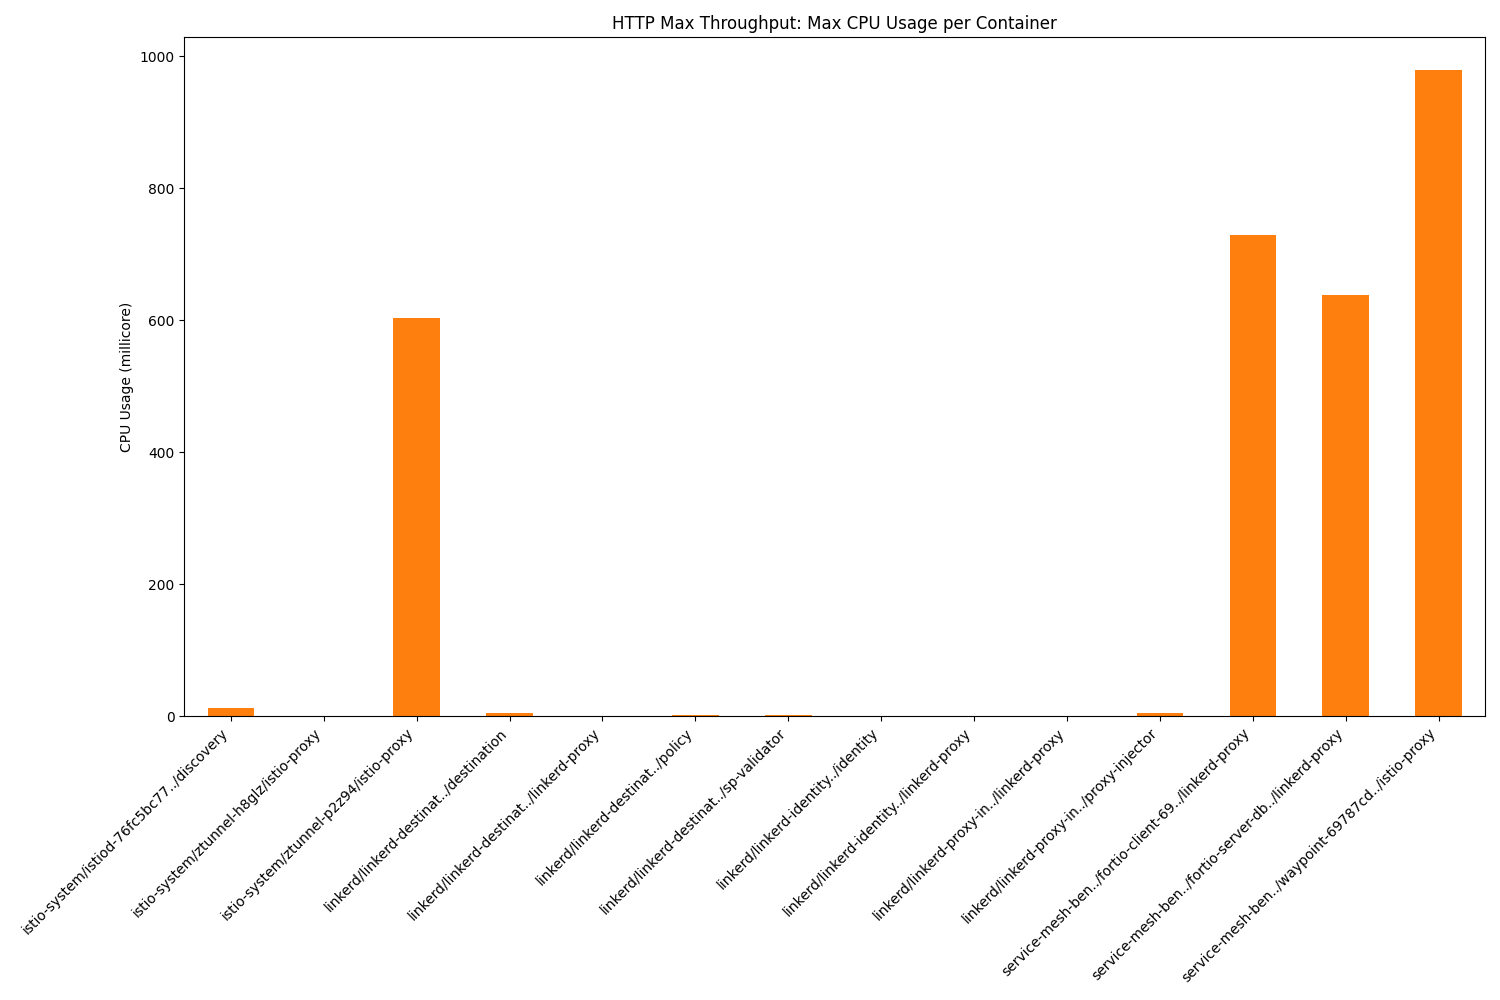 HTTP Max Throughput: Max CPU Usage per Container
1000
800
600
400
200
0
CPU Usage (millicore)
istio-system/istiod-76fc5bc77../discovery
istio-system/ztunnel-h8glz/istio-proxy
istio-system/ztunnel-p2z94/istio-proxy
linkerd/linkerd-destinat../destination
linkerd/linkerd-destinat../linkerd-proxy
linkerd/linkerd-destinat../policy
linkerd/linkerd-destinat../sp-validator
linkerd/linkerd-identity../identity
linkerd/linkerd-identity../linkerd-proxy
linkerd/linkerd-proxy-in../linkerd-proxy
linkerd/linkerd-proxy-in../proxy-injector
service-mesh-ben../fortio-client-69../linkerd-proxy
service-mesh-ben../fortio-server-db../linkerd-proxy
service-mesh-ben../waypoint-69787cd../istio-proxy